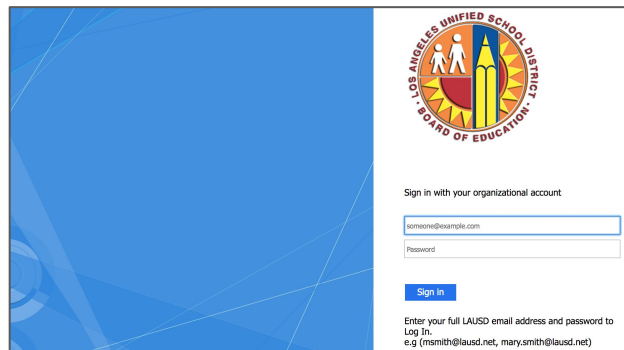 LOS ANGELES UNIFIED SCHOOL DISTRICT
BOARD OF EDUCATION
Sign in with your organizational account
someone@example.com
Password
Sign in
Enter your full LAUSD email address and password to
Log In.
e.g (msmith@lausd.net, mary.smith@lausd.net)